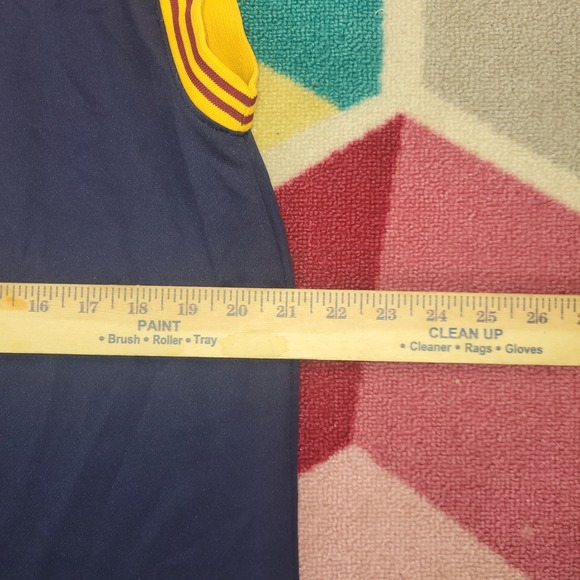 16 17 18 19 20 21 22 23 24 25 26
PAINT CLEAN UP
• Brush • Roller • Tray • Cleaner • Rags • Gloves